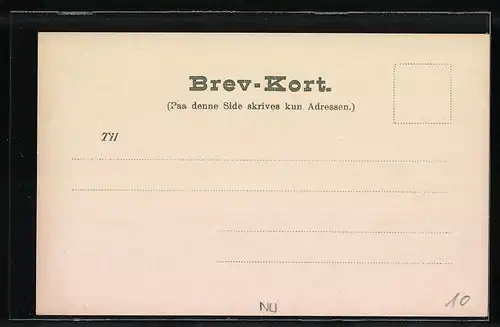 Brev-Kort.
(Paa denne Side skrives kun Adressen.)
Til
NU
10